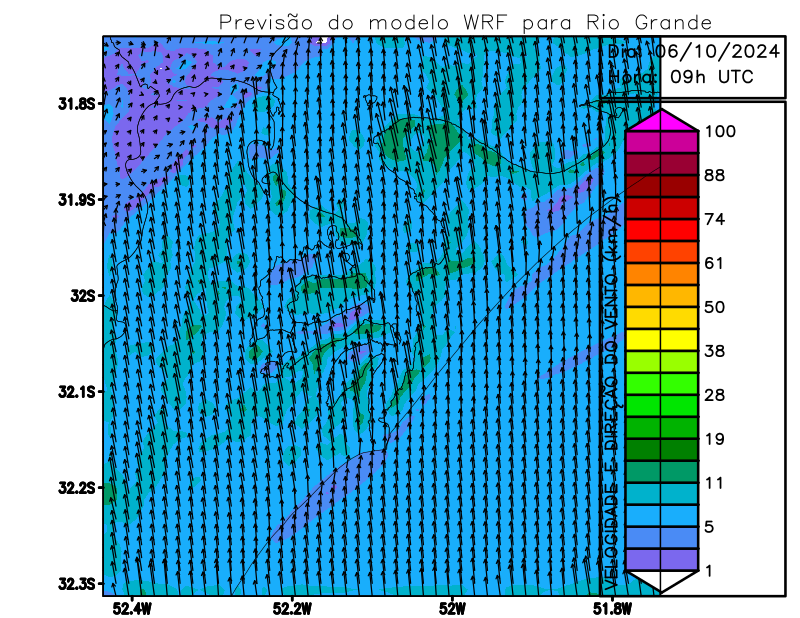 Previsão do modelo WRF para Rio Grande
Dia: 06/10/2024
Hora: 09h UTC
31.8S
31.9S
32S
32.1S
32.2S
32.3S
52.4W
52.2W
52W
51.8W
VELOCIDADE E DIREÇÃO DO VENTO (km/h)
100
88
74
61
50
38
28
19
11
5
1